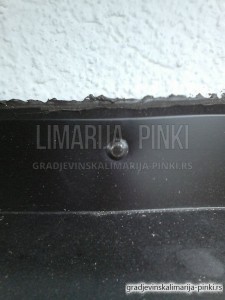 LIMARIJA PINKI
GRADJEVINSKALIMARIJA-PINKI.RS
gradjevinskalimarija-pinki.rs